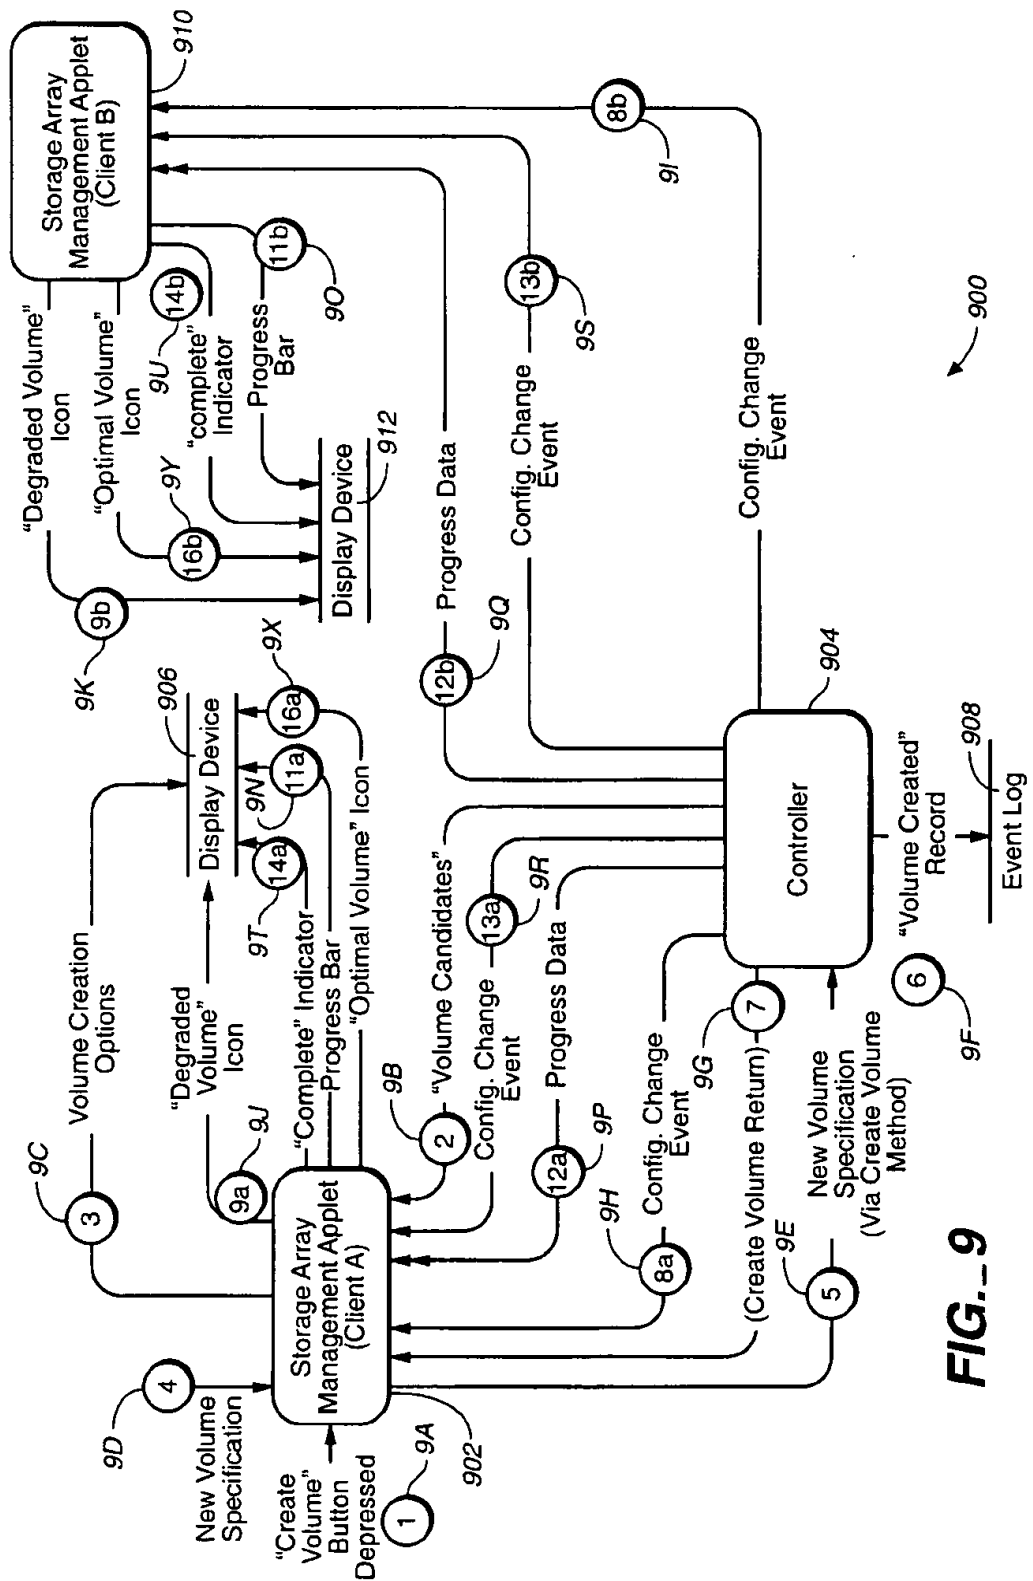 9D
4
New Volume
Specification
"Create
Volume"
Button
Depressed
1
9A
902
Storage Array
Management Applet
(Client A)
9C
3
Volume Creation
Options
9J
9a
"Degraded
Volume"
Icon
906
Display Device
9T
14a
"Complete" Indicator
9N
11a
Progress Bar
9X
16a
"Optimal Volume" Icon
9B
2
"Volume Candidates"
Config. Change
Event
13a
9R
12a
9P
Progress Data
9H
8a
Config. Change
Event
9G
7
(Create Volume Return)
9E
5
New Volume
Specification
(Via Create Volume
Method)
Controller
904
6
9F
"Volume Created"
Record
908
Event Log
9K
9b
"Degraded Volume"
Icon
"Optimal Volume"
Icon
9Y
16b
9U
14b
"complete"
Indicator
Progress
Bar
11b
9O
Display Device
912
Storage Array
Management Applet
(Client B)
910
12b
9Q
Progress Data
Config. Change
Event
13b
9S
Config. Change
Event
8b
9I
900
FIG._9